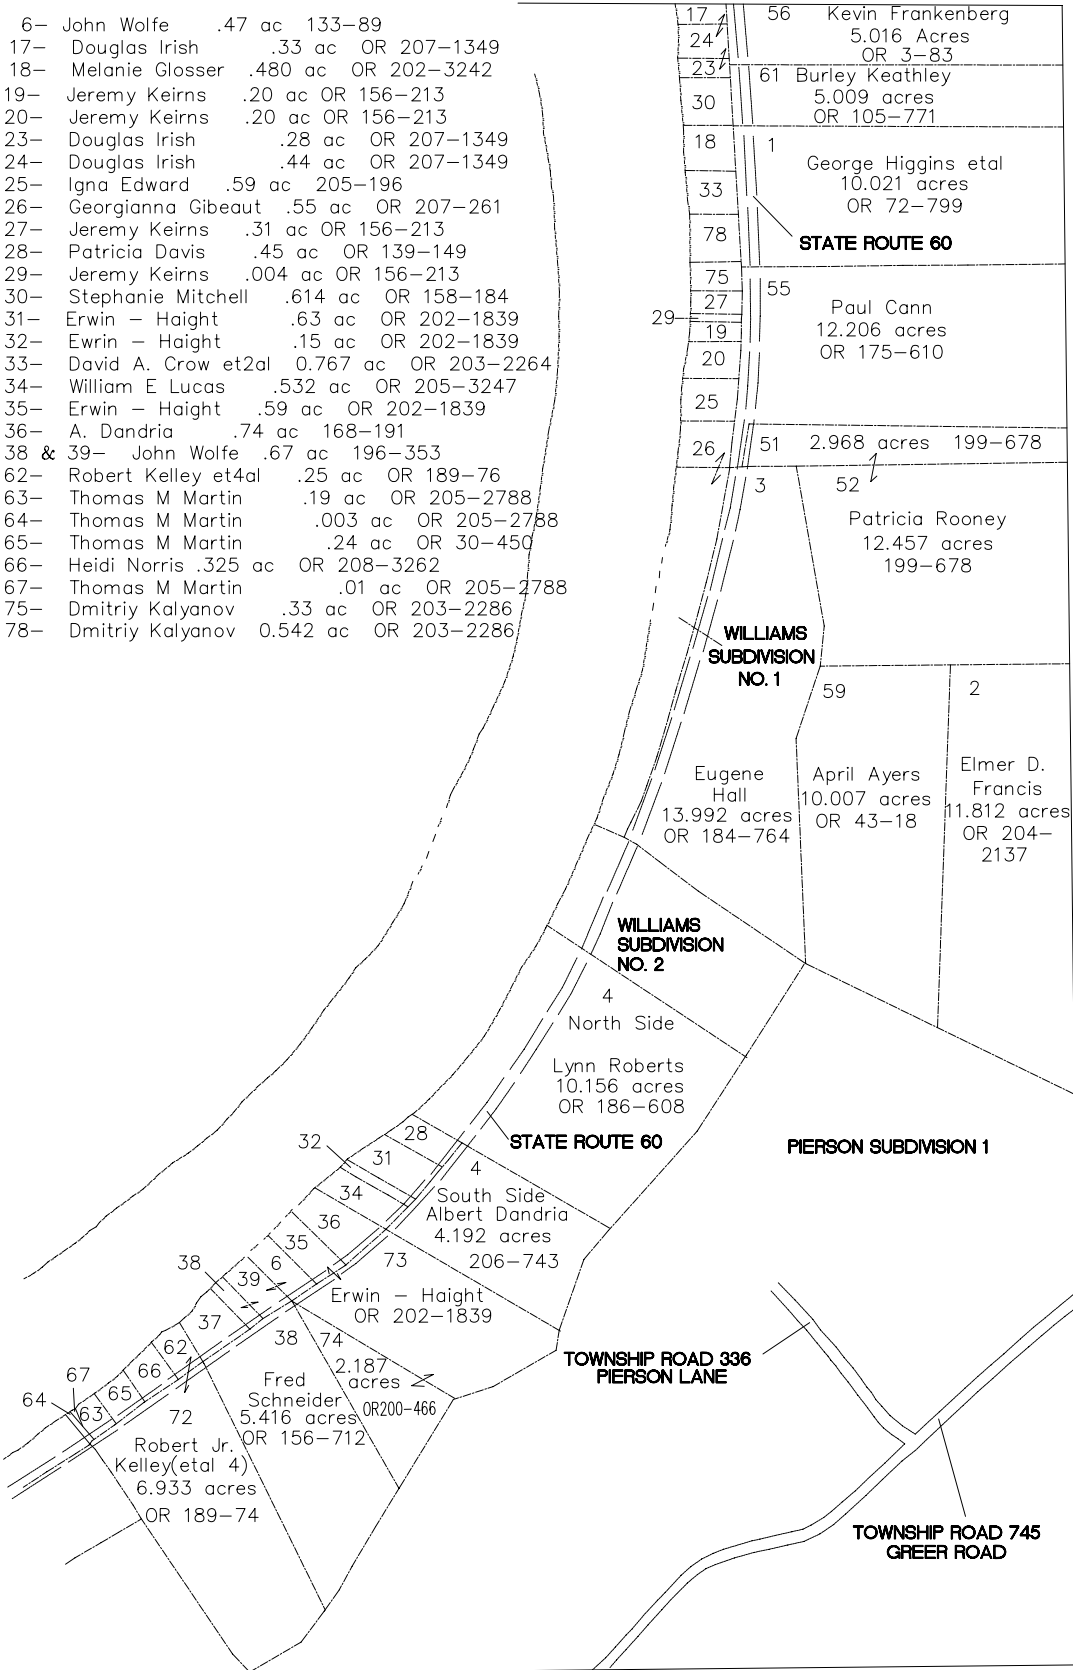 6– John Wolfe .47 ac 133–89
17– Douglas Irish .33 ac OR 207–1349
18– Melanie Glosser .480 ac OR 202–3242
19– Jeremy Keirns .20 ac OR 156–213
20– Jeremy Keirns .20 ac OR 156–213
23– Douglas Irish .28 ac OR 207–1349
24– Douglas Irish .44 ac OR 207–1349
25– Igna Edward .59 ac 205–196
26– Georgianna Gibeaut .55 ac OR 207–261
27– Jeremy Keirns .31 ac OR 156–213
28– Patricia Davis .45 ac OR 139–149
29– Jeremy Keirns .004 ac OR 156–213
30– Stephanie Mitchell .614 ac OR 158–184
31– Erwin – Haight .63 ac OR 202–1839
32– Ewrin – Haight .15 ac OR 202–1839
33– David A. Crow et2al 0.767 ac OR 203–2264
34– William E Lucas .532 ac OR 205–3247
35– Erwin – Haight .59 ac OR 202–1839
36– A. Dandria .74 ac 168–191
38 & 39– John Wolfe .67 ac 196–353
62– Robert Kelley et4al .25 ac OR 189–76
63– Thomas M Martin .19 ac OR 205–2788
64– Thomas M Martin .003 ac OR 205–2788
65– Thomas M Martin .24 ac OR 30–450
66– Heidi Norris .325 ac OR 208–3262
67– Thomas M Martin .01 ac OR 205–2788
75– Dmitriy Kalyanov .33 ac OR 203–2286
78– Dmitriy Kalyanov 0.542 ac OR 203–2286
17
24
23
30
18
33
78
75
27
29
19
20
25
26
56 Kevin Frankenberg
5.016 Acres
OR 3–83
61 Burley Keathley
5.009 acres
OR 105–771
1
George Higgins etal
10.021 acres
OR 72–799
STATE ROUTE 60
55
Paul Cann
12.206 acres
OR 175–610
51 2.968 acres 199–678
3
52
Patricia Rooney
12.457 acres
199–678
WILLIAMS
SUBDIVISION
NO. 1
59
2
Eugene
Hall
13.992 acres
OR 184–764
April Ayers
10.007 acres
OR 43–18
Elmer D.
Francis
11.812 acres
OR 204–
2137
WILLIAMS
SUBDIVISION
NO. 2
4
North Side
Lynn Roberts
10.156 acres
OR 186–608
STATE ROUTE 60
PIERSON SUBDIVISION 1
32
28
31
34
36
35
6
38
39
37
4
South Side
Albert Dandria
4.192 acres
206–743
73
Erwin – Haight
OR 202–1839
38
74
2.187
acres
OR200-466
Fred
Schneider
5.416 acres
OR 156–712
62
66
67
65
64
63
72
Robert Jr.
Kelley(etal 4)
6.933 acres
OR 189–74
TOWNSHIP ROAD 336
PIERSON LANE
TOWNSHIP ROAD 745
GREER ROAD